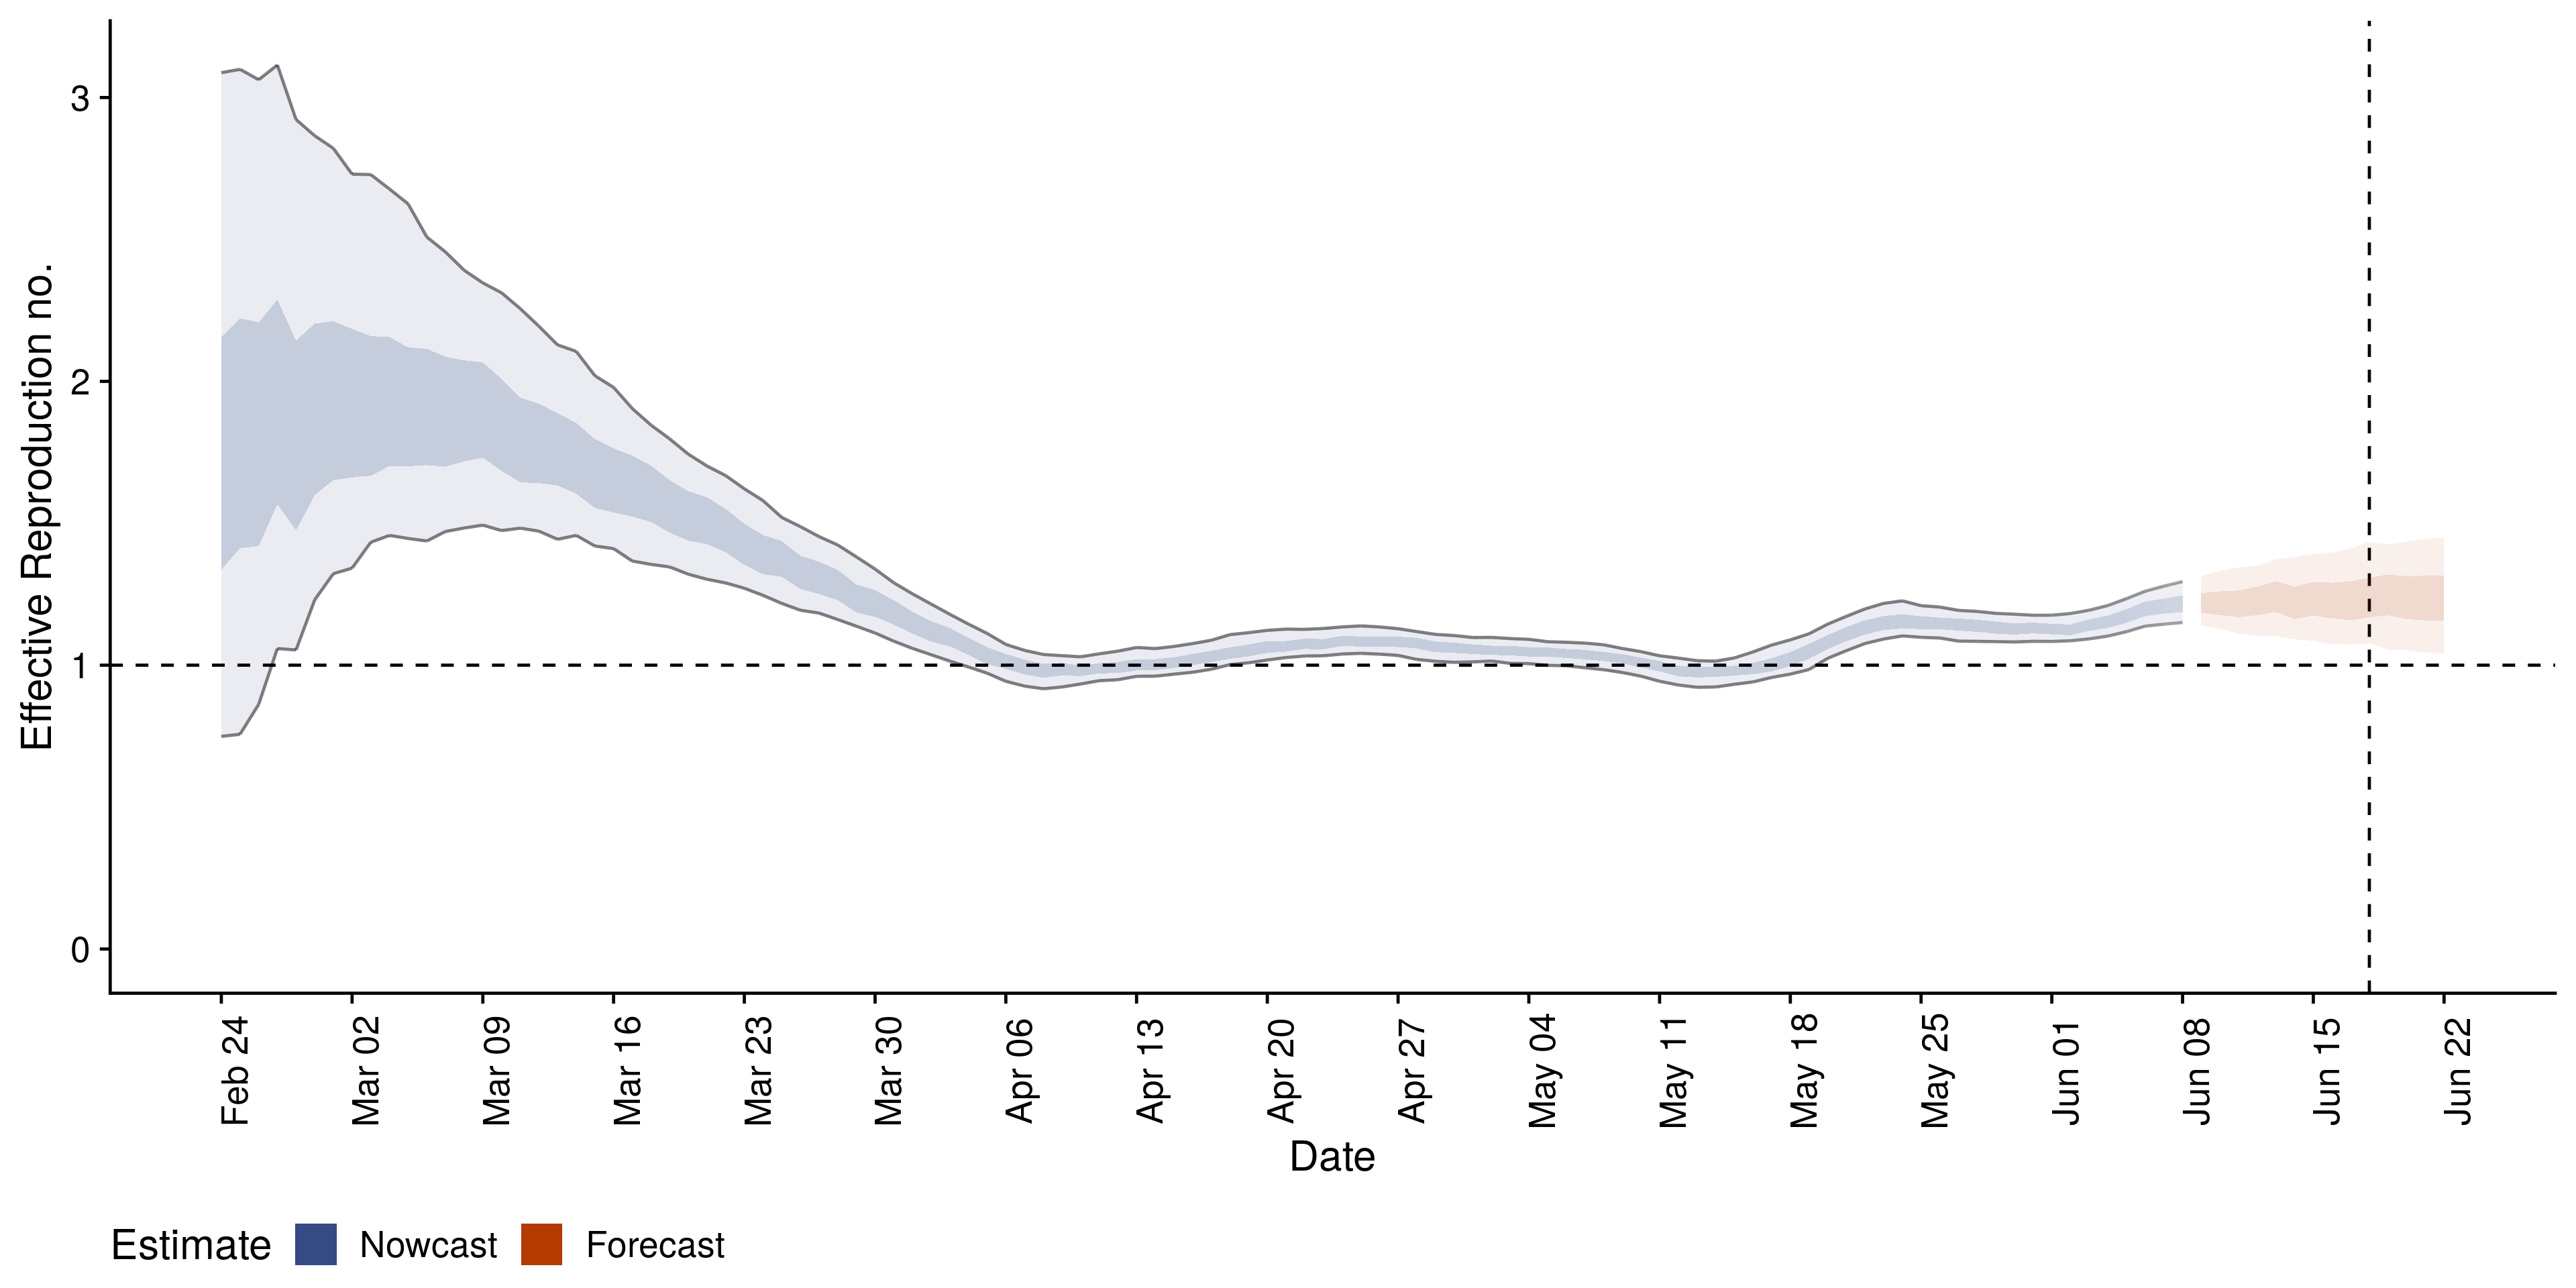 Effective Reproduction no.
3
2
1
0
Feb 24
Mar 02
Mar 09
Mar 16
Mar 23
Mar 30
Apr 06
Apr 13
Apr 20
Apr 27
May 04
May 11
May 18
May 25
Jun 01
Jun 08
Jun 15
Jun 22
Date
Estimate Nowcast Forecast